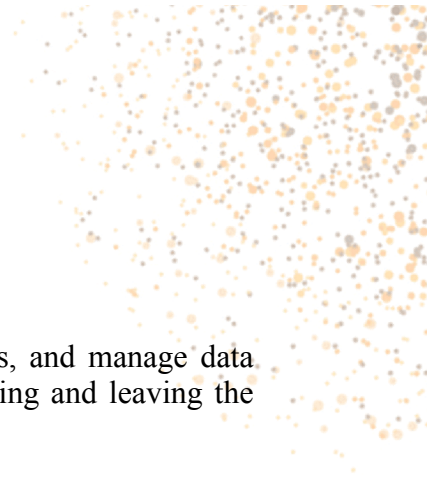 s, and manage data
ing and leaving the